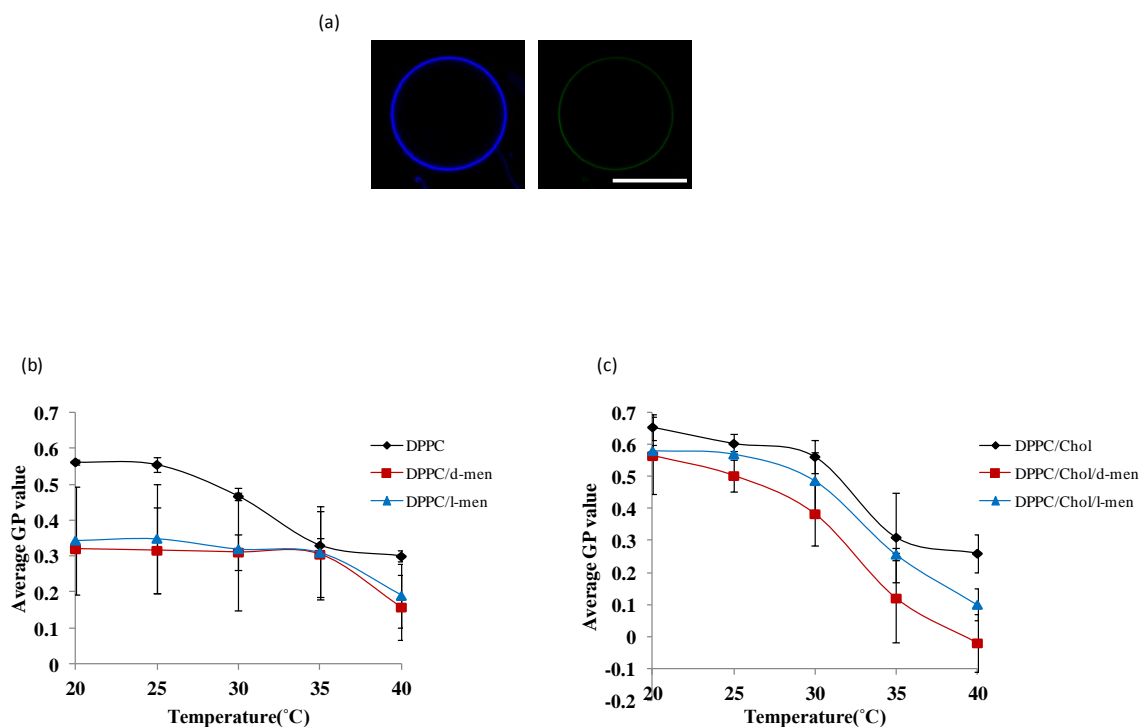 (a)
(b)
0.7
0.6
0.5
0.4
0.3
0.2
0.1
0
20 25 30 35 40
Average GP value
Temperature(˚C)
DPPC
DPPC/d-men
DPPC/l-men
(c)
0.7
0.6
0.5
0.4
0.3
0.2
0.1
0
-0.1
-0.2
20 25 30 35 40
Average GP value
Temperature(˚C)
DPPC/Chol
DPPC/Chol/d-men
DPPC/Chol/l-men